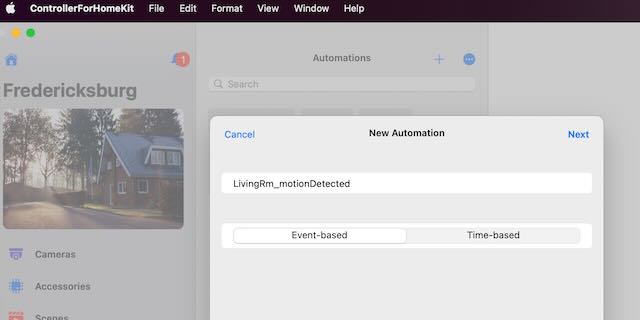 ControllerForHomeKit File Edit Format View Window Help
1
Automations
Search
Fredericksburg
Cancel New Automation Next
LivingRm_motionDetected
Event-based Time-based
Cameras
Accessories
Scenes